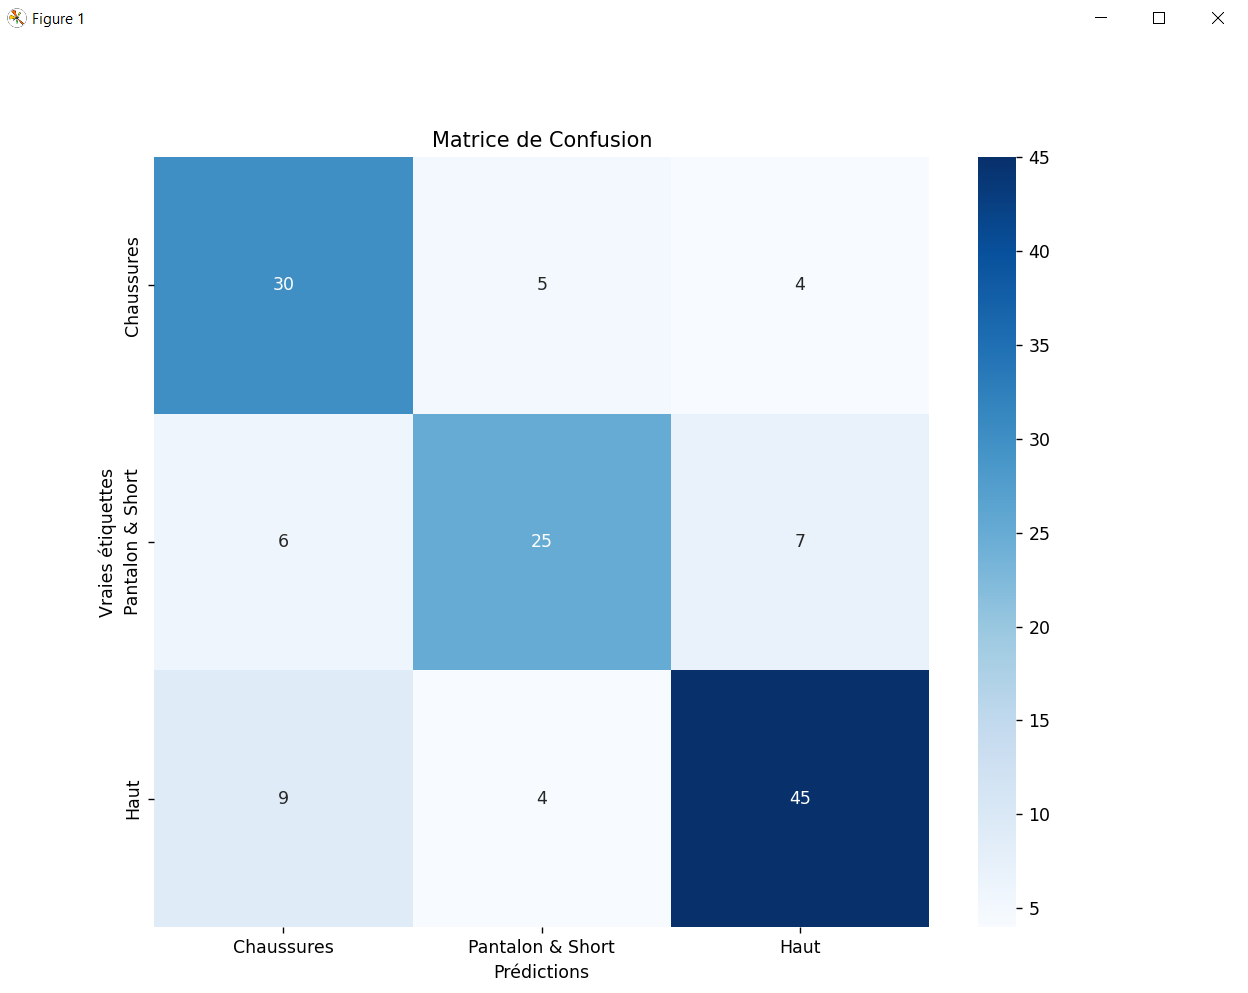 Figure 1
Matrice de Confusion
Vraies étiquettes
Chaussures
30 5 4
Pantalon & Short
6 25 7
Haut
9 4 45
Chaussures Pantalon & Short Haut
Prédictions
45
40
35
30
25
20
15
10
5